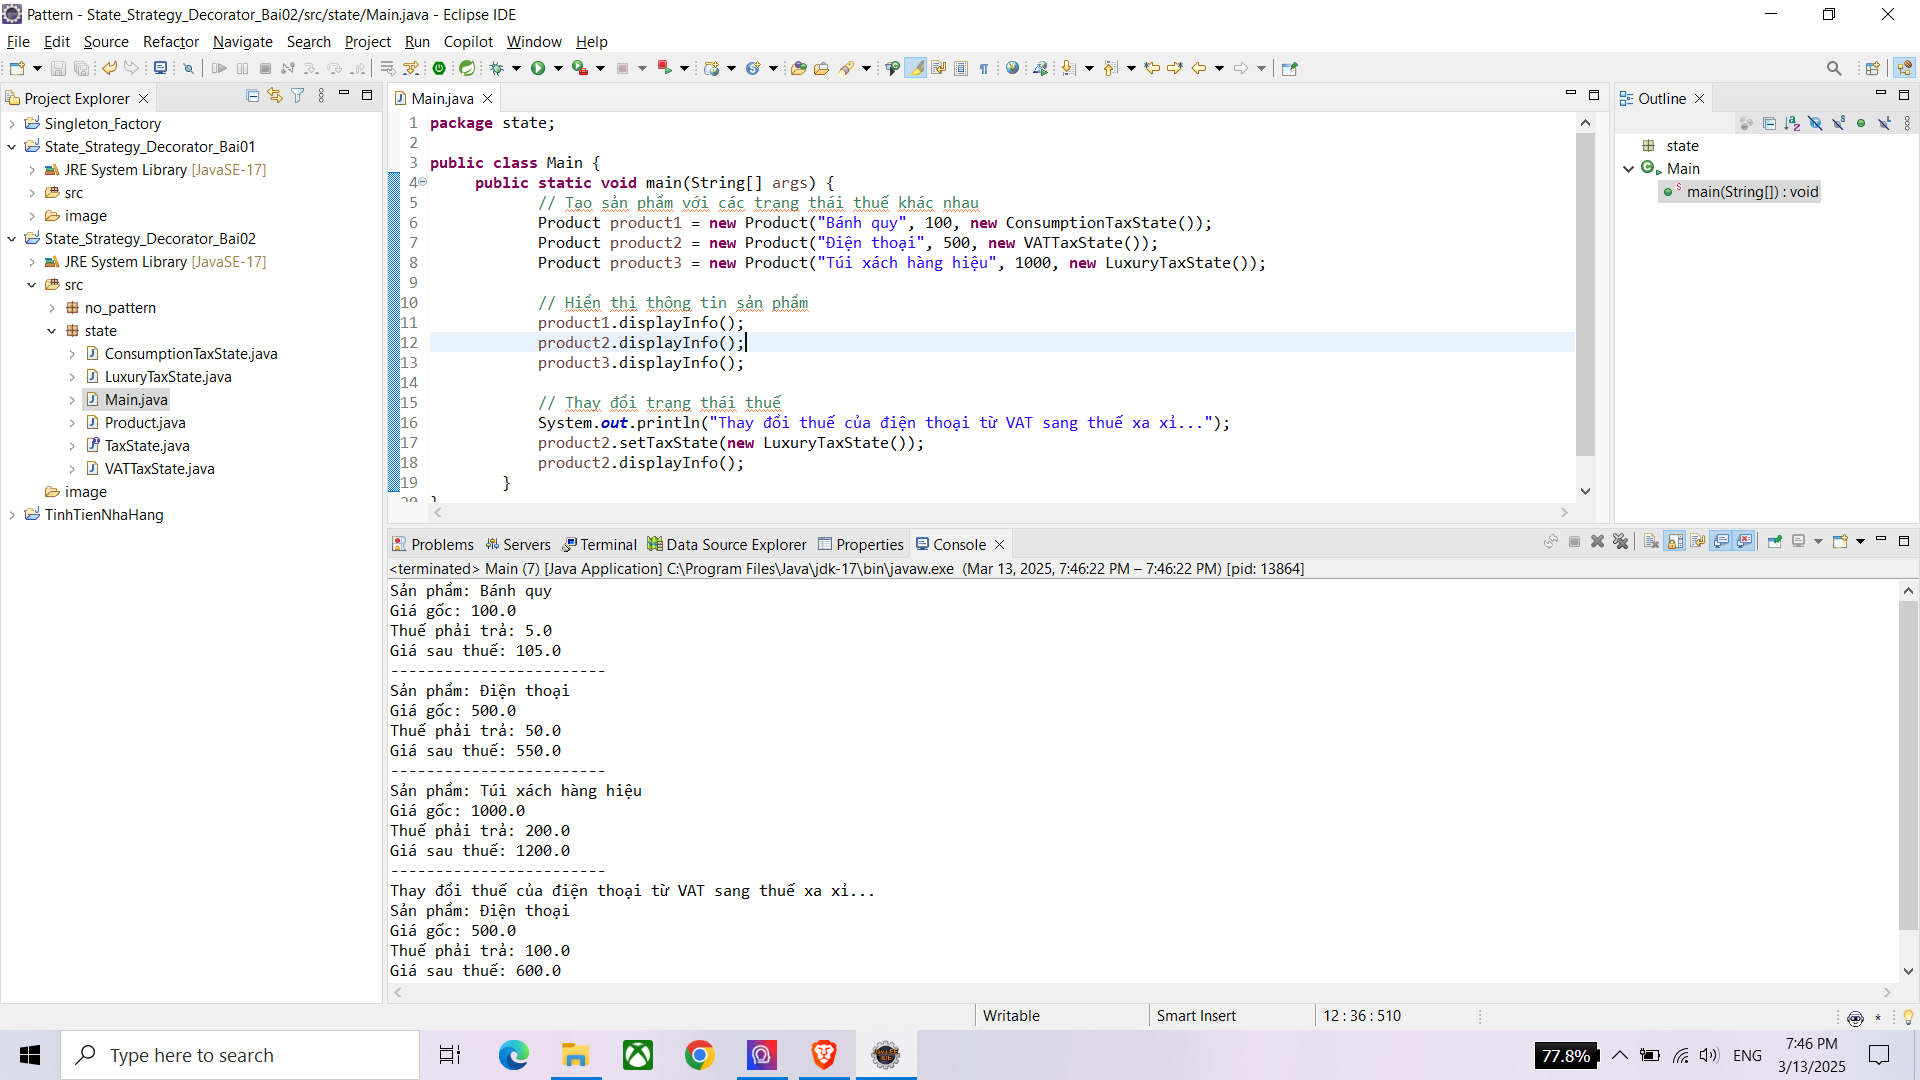 Pattern - State_Strategy_Decorator_Bai02/src/state/Main.java - Eclipse IDE
File Edit Source Refactor Navigate Search Project Run Copilot Window Help
Project Explorer
Singleton_Factory
State_Strategy_Decorator_Bai01
JRE System Library [JavaSE-17]
src
image
State_Strategy_Decorator_Bai02
JRE System Library [JavaSE-17]
src
no_pattern
state
ConsumptionTaxState.java
LuxuryTaxState.java
Main.java
Product.java
TaxState.java
VATTaxState.java
image
TinhTienNhaHang
Main.java
1 package state;
2
3 public class Main {
4 public static void main(String[] args) {
5 // Tạo sản phẩm với các trạng thái thuế khác nhau
6 Product product1 = new Product("Bánh quy", 100, new ConsumptionTaxState());
7 Product product2 = new Product("Điện thoại", 500, new VATTaxState());
8 Product product3 = new Product("Túi xách hàng hiệu", 1000, new LuxuryTaxState());
9
10 // Hiển thị thông tin sản phẩm
11 product1.displayInfo();
12 product2.displayInfo();
13 product3.displayInfo();
14
15 // Thay đổi trạng thái thuế
16 System.out.println("Thay đổi thuế của điện thoại từ VAT sang thuế xa xỉ...");
17 product2.setTaxState(new LuxuryTaxState());
18 product2.displayInfo();
19 }
20 }
Outline
state
Main
main(String[]) : void
Problems Servers Terminal Data Source Explorer Properties Console
<terminated> Main (7) [Java Application] C:\Program Files\Java\jdk-17\bin\javaw.exe (Mar 13, 2025, 7:46:22 PM – 7:46:22 PM) [pid: 13864]
Sản phẩm: Bánh quy
Giá gốc: 100.0
Thuế phải trả: 5.0
Giá sau thuế: 105.0
------------------------
Sản phẩm: Điện thoại
Giá gốc: 500.0
Thuế phải trả: 50.0
Giá sau thuế: 550.0
------------------------
Sản phẩm: Túi xách hàng hiệu
Giá gốc: 1000.0
Thuế phải trả: 200.0
Giá sau thuế: 1200.0
------------------------
Thay đổi thuế của điện thoại từ VAT sang thuế xa xỉ...
Sản phẩm: Điện thoại
Giá gốc: 500.0
Thuế phải trả: 100.0
Giá sau thuế: 600.0
Writable Smart Insert 12 : 36 : 510
Type here to search
77.8%
ENG
7:46 PM
3/13/2025